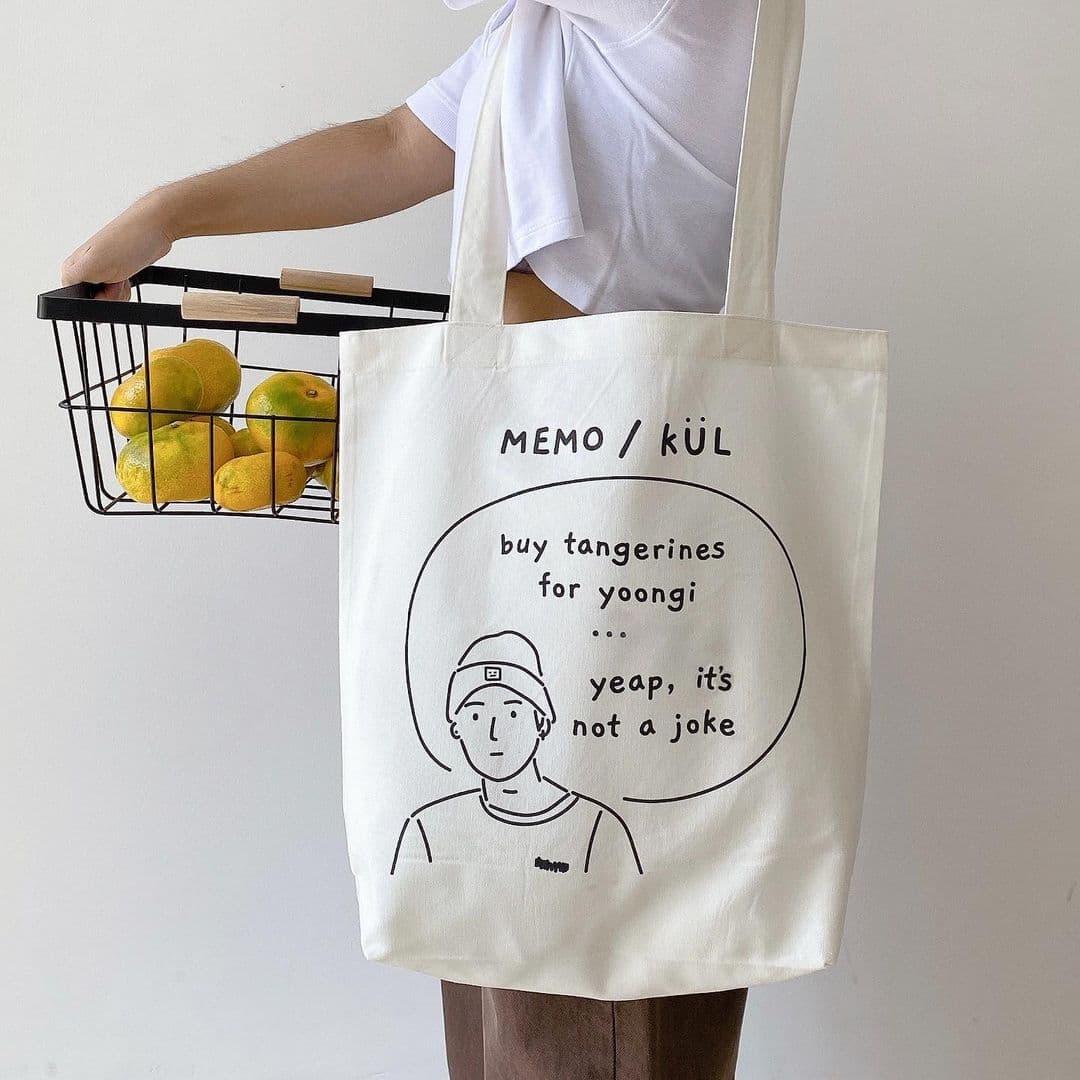 MEMO / KÜL
buy tangerines
for yoongi
...
yeap, it's
not a joke